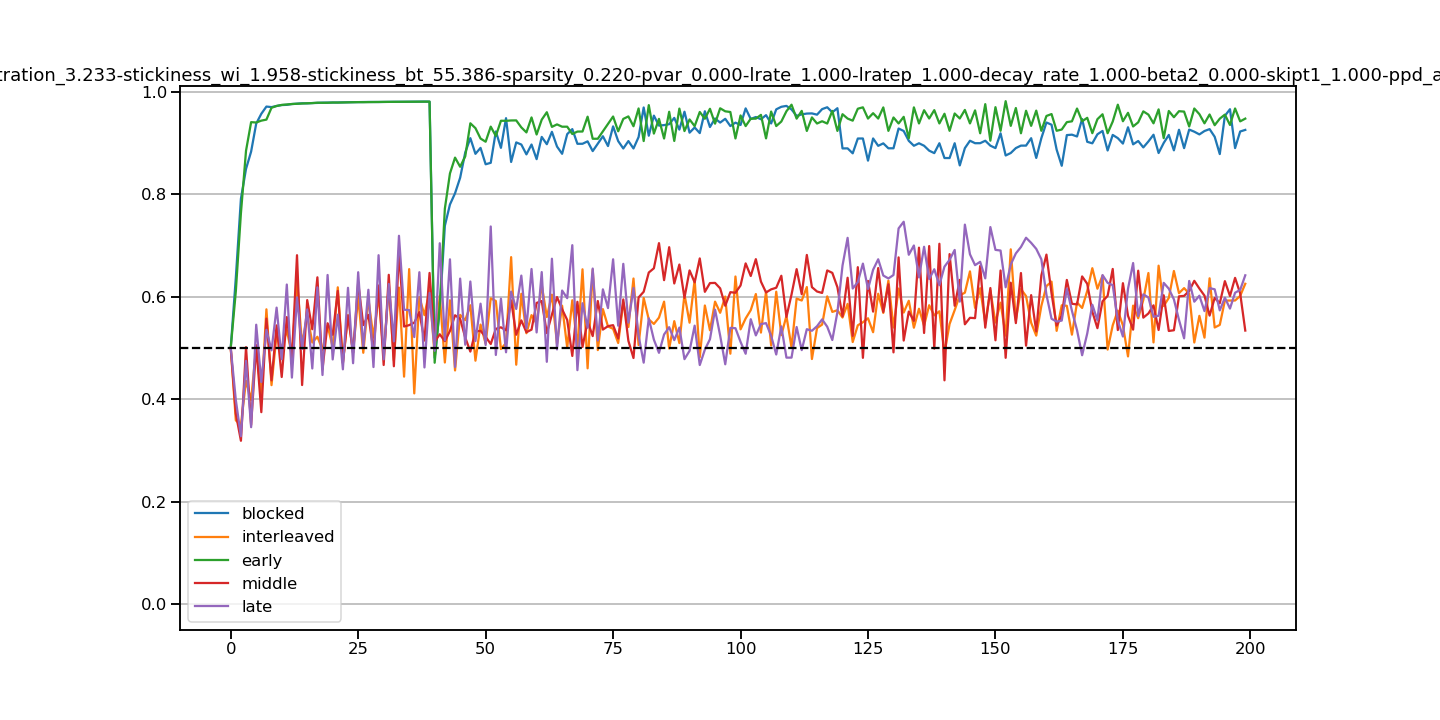 tration_3.233-stickiness_wi_1.958-stickiness_bt_55.386-sparsity_0.220-pvar_0.000-lrate_1.000-lratep_1.000-decay_rate_1.000-beta2_0.000-skipt1_1.000-ppd_a
1.0
0.8
0.6
0.4
0.2
0.0
blocked
interleaved
early
middle
late
0 25 50 75 100 125 150 175 200